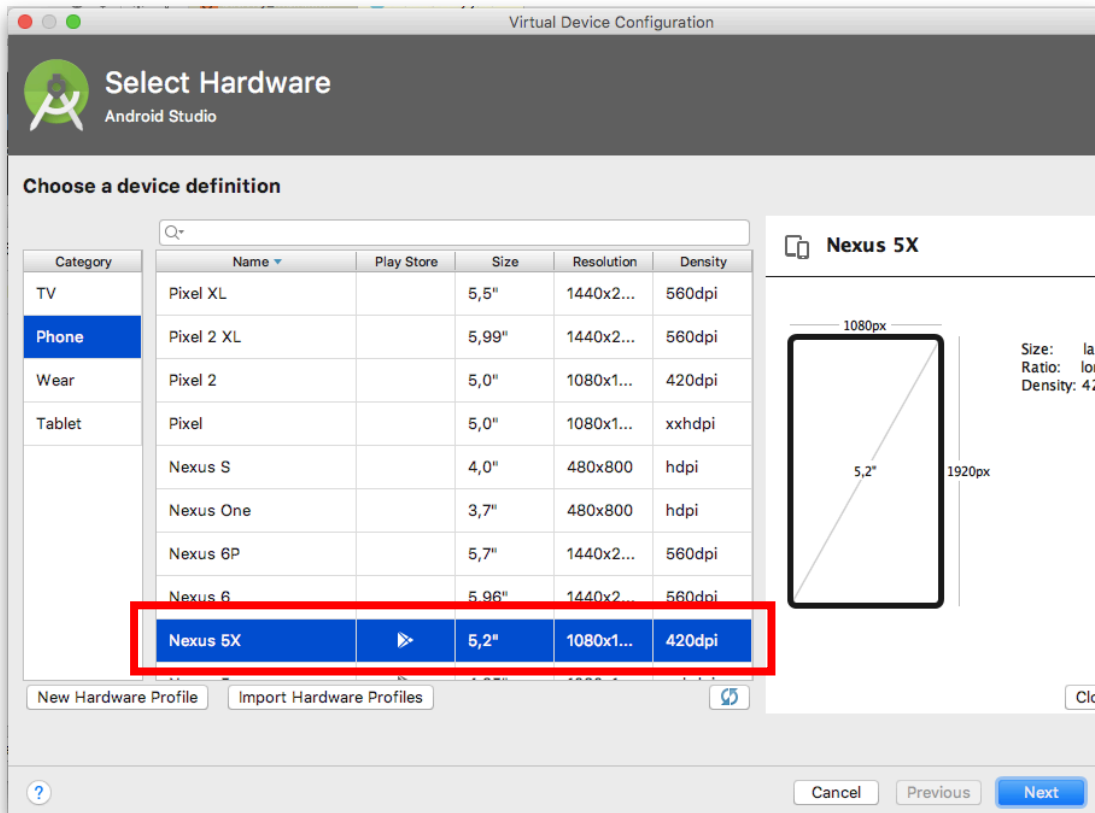 Virtual Device Configuration
Select Hardware
Android Studio
Choose a device definition
Category
TV
Phone
Wear
Tablet
Name Play Store Size Resolution Density
Pixel XL 5,5" 1440x2... 560dpi
Pixel 2 XL 5,99" 1440x2... 560dpi
Pixel 2 5,0" 1080x1... 420dpi
Pixel 5,0" 1080x1... xxhdpi
Nexus S 4,0" 480x800 hdpi
Nexus One 3,7" 480x800 hdpi
Nexus 6P 5,7" 1440x2... 560dpi
Nexus 6 5,96" 1440x2... 560dpi
Nexus 5X 5,2" 1080x1... 420dpi
New Hardware Profile Import Hardware Profiles
Nexus 5X
1080px
5,2"
1920px
Size: la
Ratio: lo
Density: 42
Clo
? Cancel Previous Next